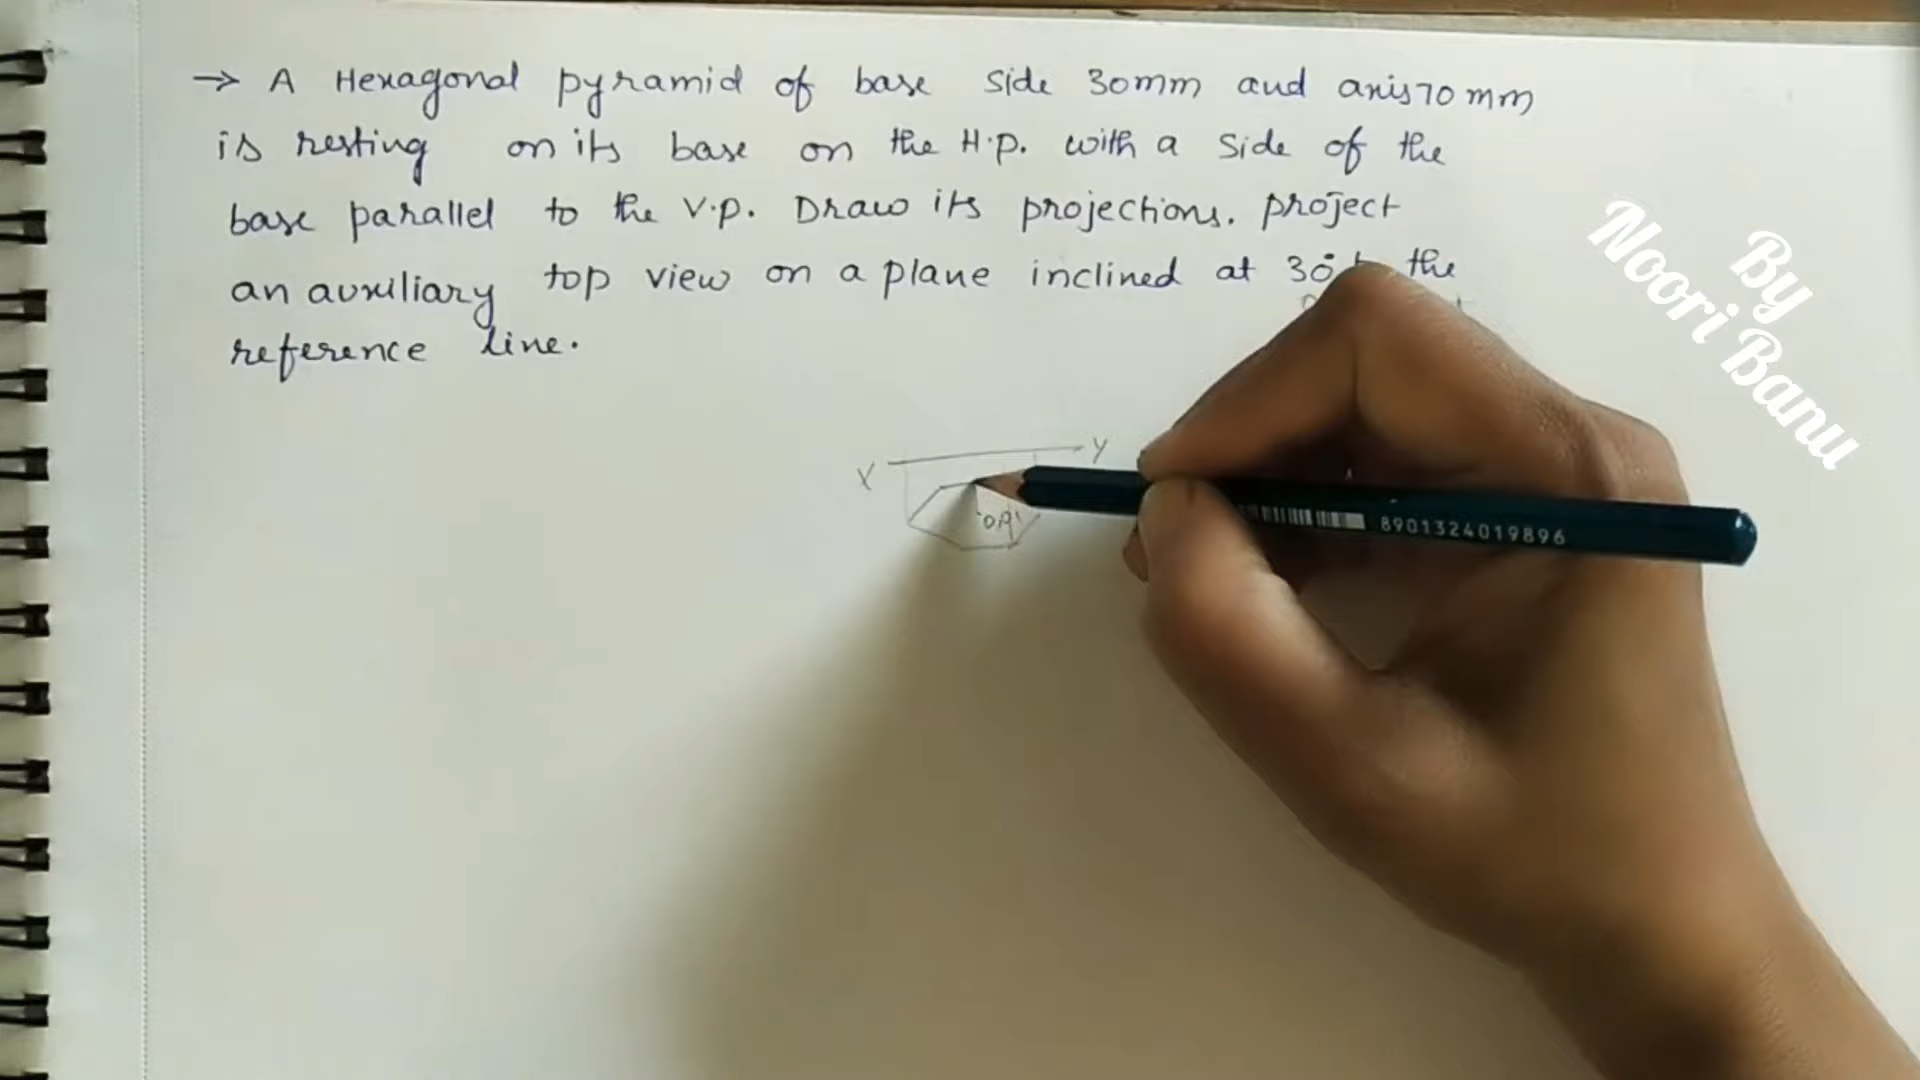 → A Hexagonal pyramid of base side 30mm and axis 70 mm
is resting on its base on the H.p. with a side of the
base parallel to the V.p. Draw its projections. project
an auxiliary top view on a plane inclined at 30° the
reference line.
X Y
By
Noori Banu
8901324019896